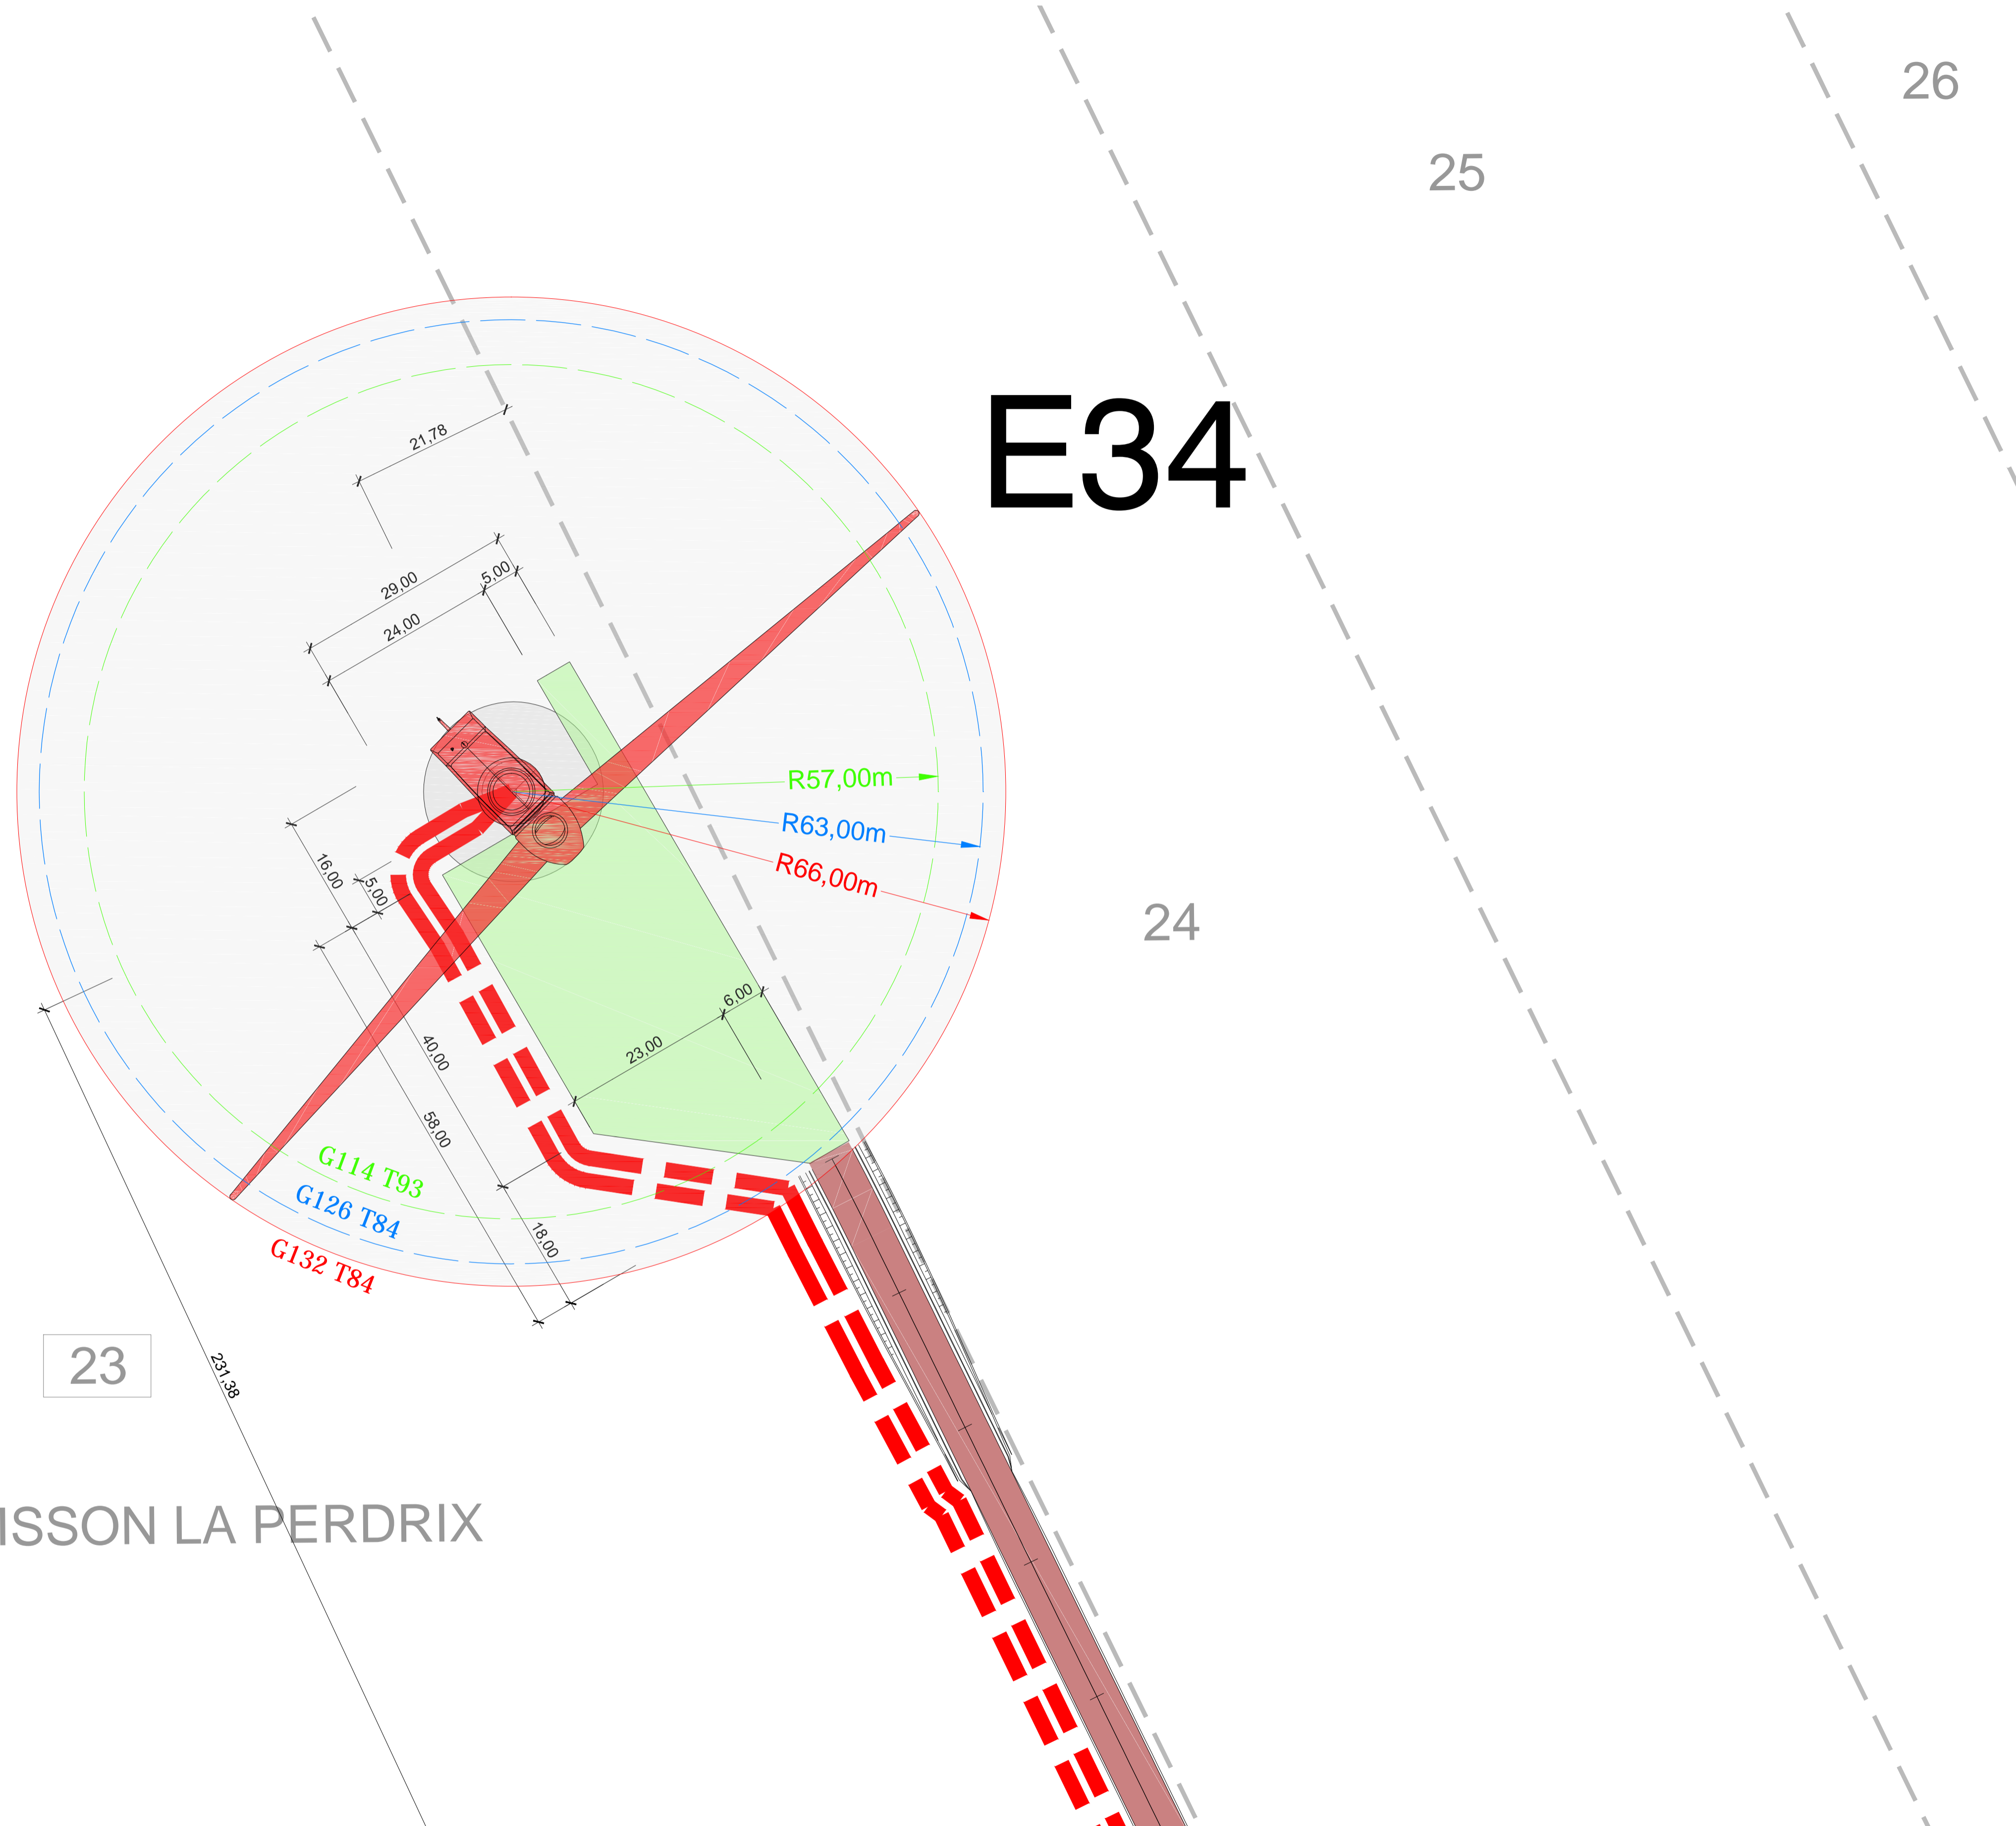 26
25
E34
21,78
29,00
5,00
24,00
R57,00m
R63,00m
R66,00m
16,00
5,00
24
6,00
23,00
40,00
58,00
G114 T93
G126 T84
G132 T84
18,00
23
231,38
ISSON LA PERDRIX